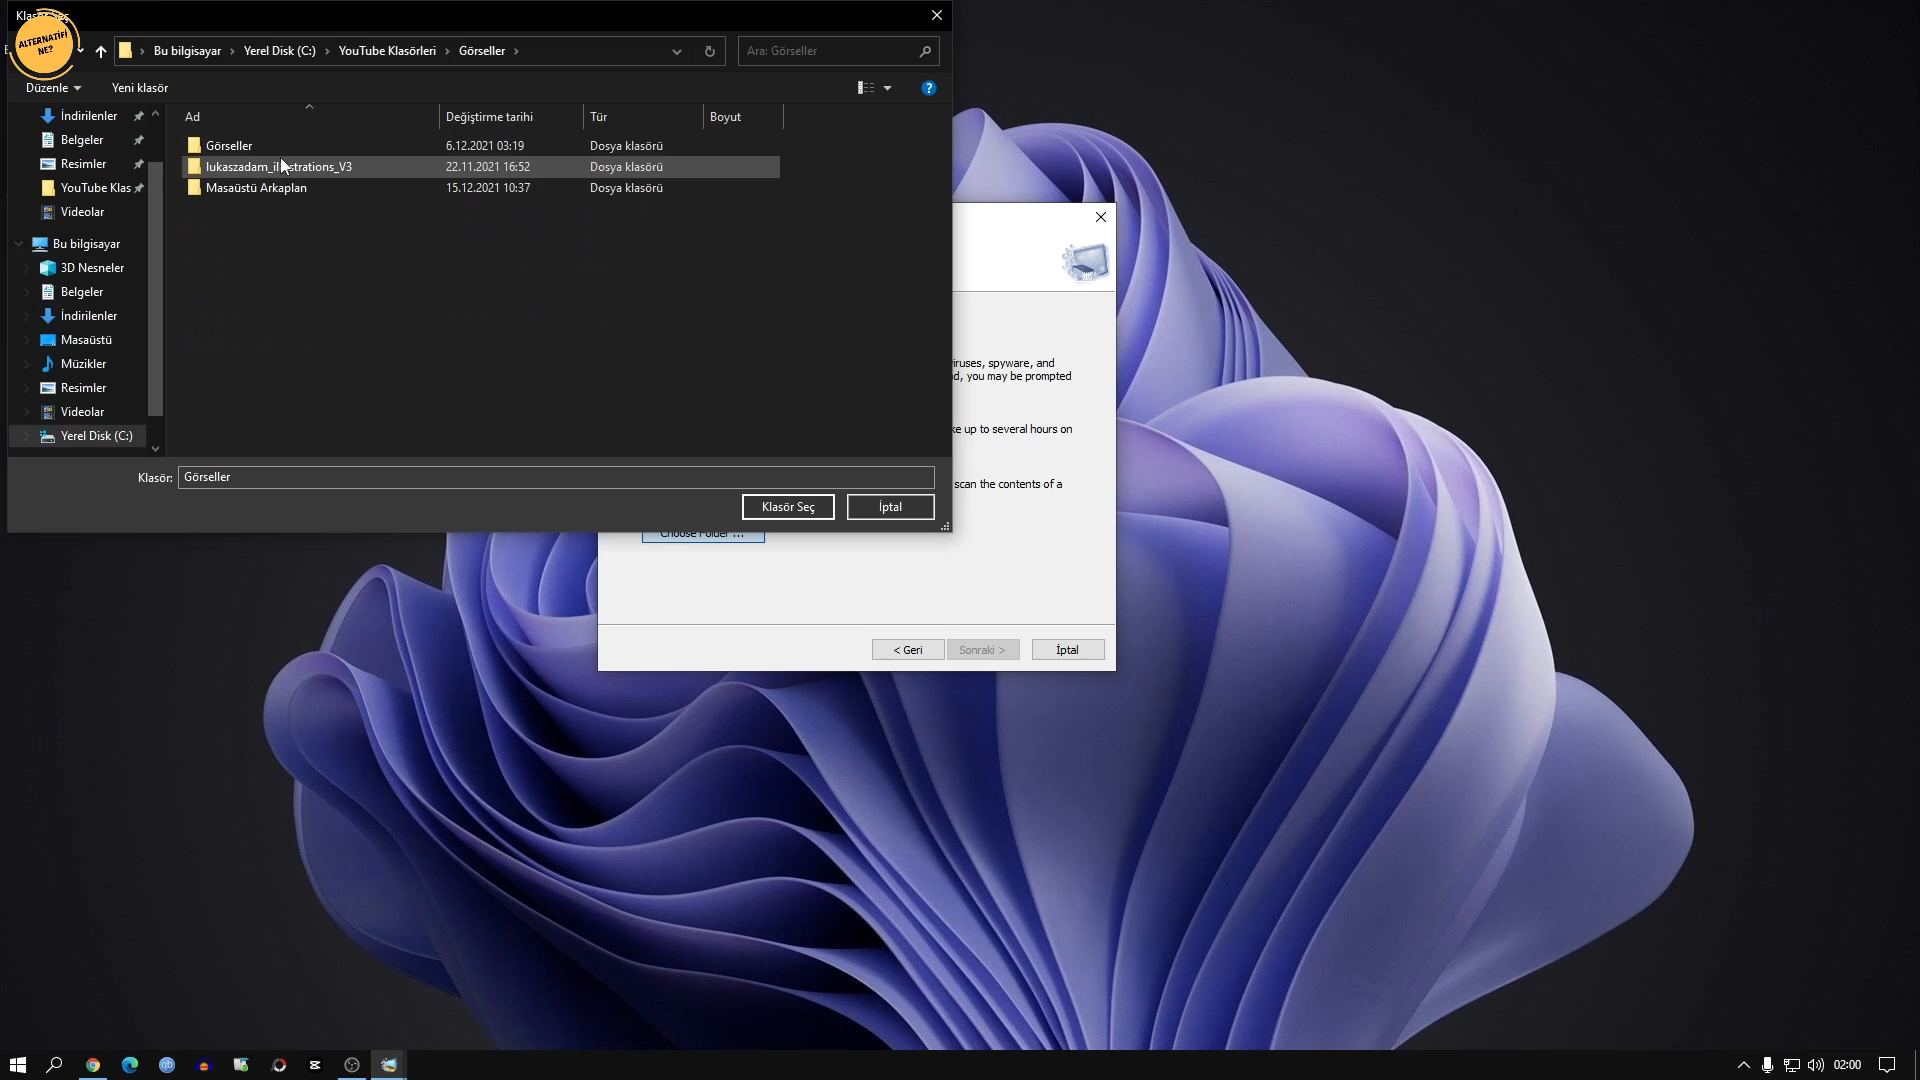 Klasör Seç
ALTERNATİFİ
NE?
Bu bilgisayar
Yerel Disk (C:)
YouTube Klasörleri
Görseller
Ara: Görseller
Düzenle
Yeni klasör
Ad
Değiştirme tarihi
Tür
Boyut
İndirilenler
Belgeler
Resimler
YouTube Klas
Videolar
Bu bilgisayar
3D Nesneler
Belgeler
İndirilenler
Masaüstü
Müzikler
Resimler
Videolar
Yerel Disk (C:)
Görseller 6.12.2021 03:19 Dosya klasörü
lukaszadam_illustrations_V3 22.11.2021 16:52 Dosya klasörü
Masaüstü Arkaplan 15.12.2021 10:37 Dosya klasörü
Klasör: Görseller
Klasör Seç
İptal
viruses, spyware, and
d, you may be prompted
ke up to several hours on
scan the contents of a
Choose Folder ...
< Geri
Sonraki >
İptal
02:00